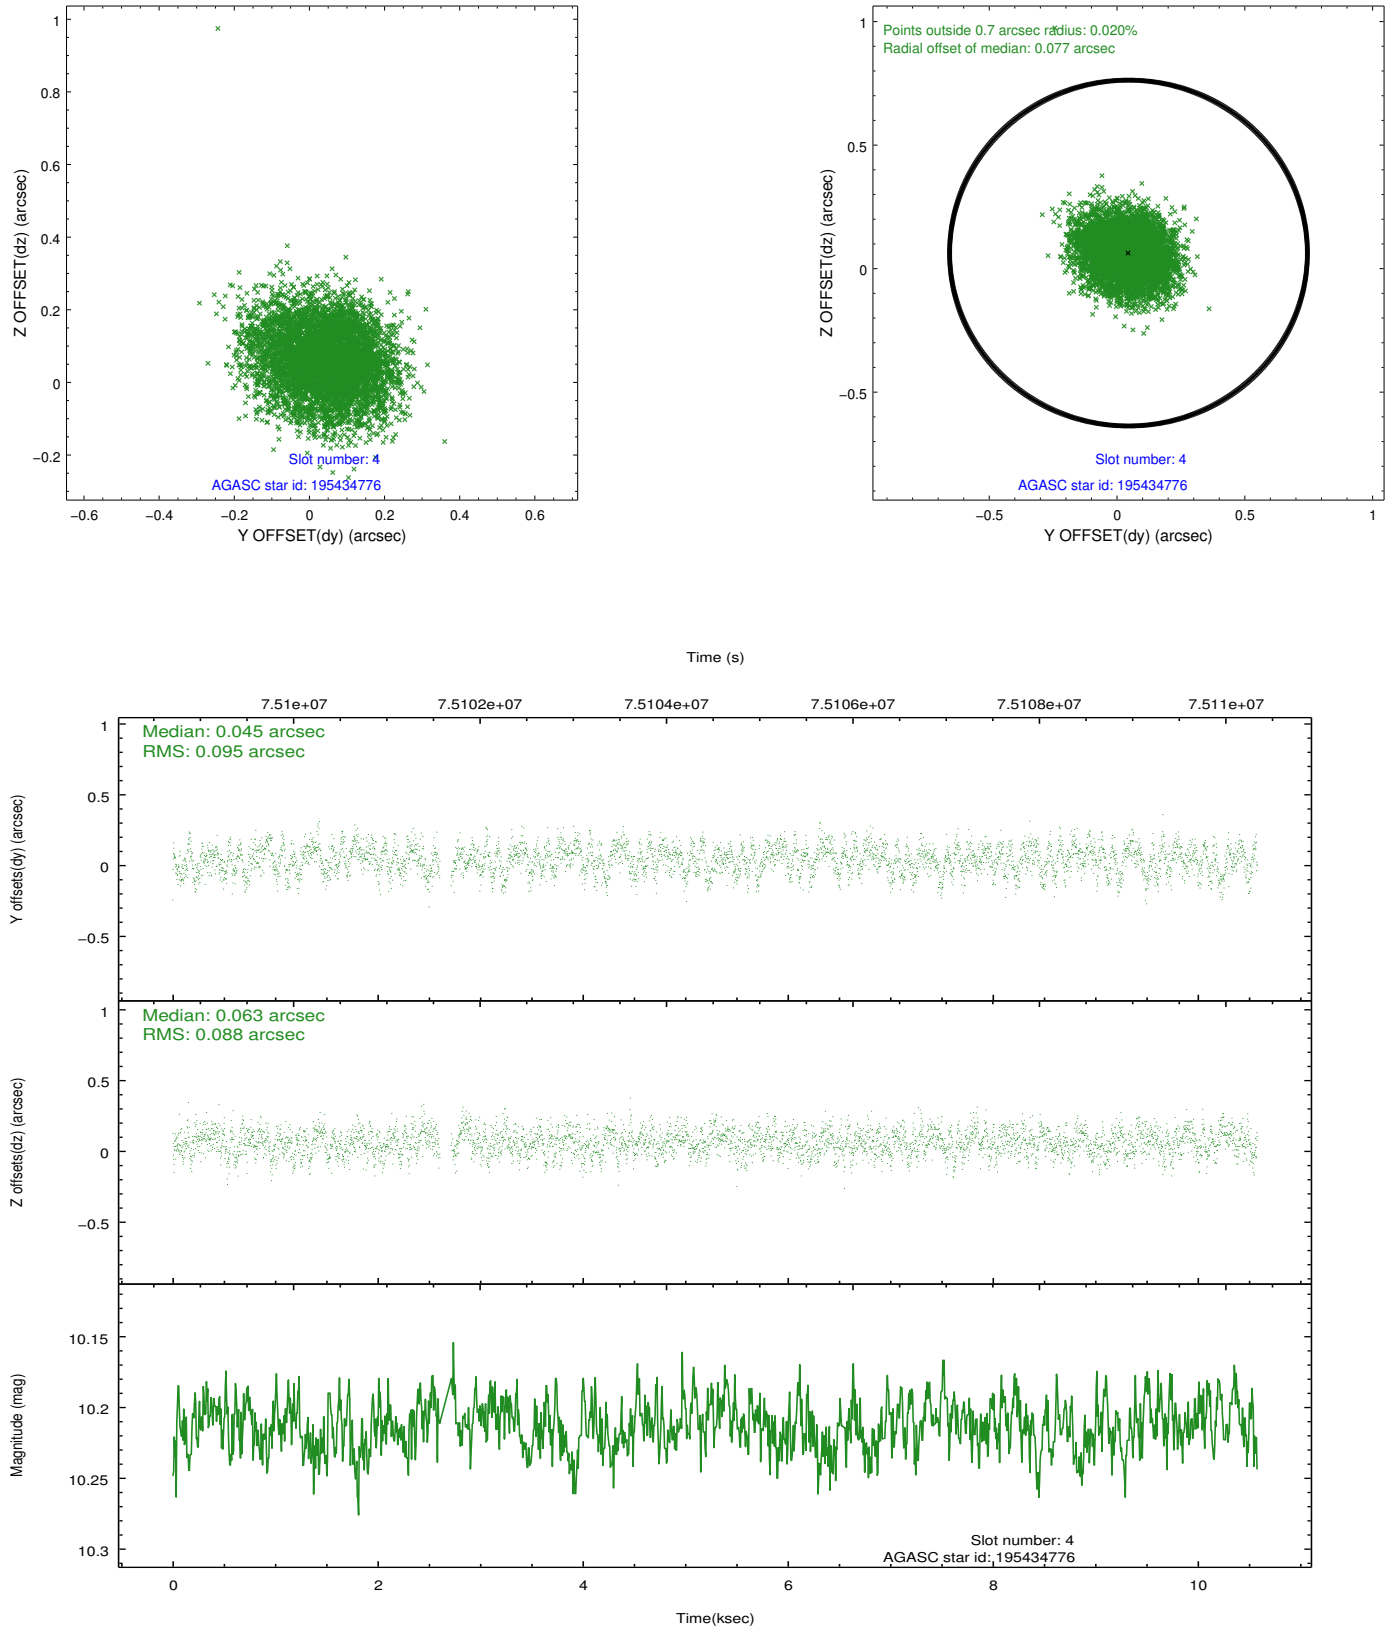 1
0.8
0.6
0.4
0.2
0
−0.2
−0.6
−0.4
−0.2
0
0.2
0.4
0.6
Z OFFSET(dz) (arcsec)
Y OFFSET(dy) (arcsec)
Slot number: 4
AGASC star id: 195434776
Points outside 0.7 arcsec radius: 0.020%
Radial offset of median: 0.077 arcsec
1
0.5
0
−0.5
−0.5
0
0.5
1
Z OFFSET(dz) (arcsec)
Y OFFSET(dy) (arcsec)
Slot number: 4
AGASC star id: 195434776
Time (s)
7.51e+07
7.5102e+07
7.5104e+07
7.5106e+07
7.5108e+07
7.511e+07
Median: 0.045 arcsec
RMS: 0.095 arcsec
1
0.5
0
−0.5
Y offsets(dy) (arcsec)
Median: 0.063 arcsec
RMS: 0.088 arcsec
1
0.5
0
−0.5
Z offsets(dz) (arcsec)
10.15
10.2
10.25
10.3
Magnitude (mag)
Slot number: 4
AGASC star id: 195434776
0
2
4
6
8
10
Time(ksec)